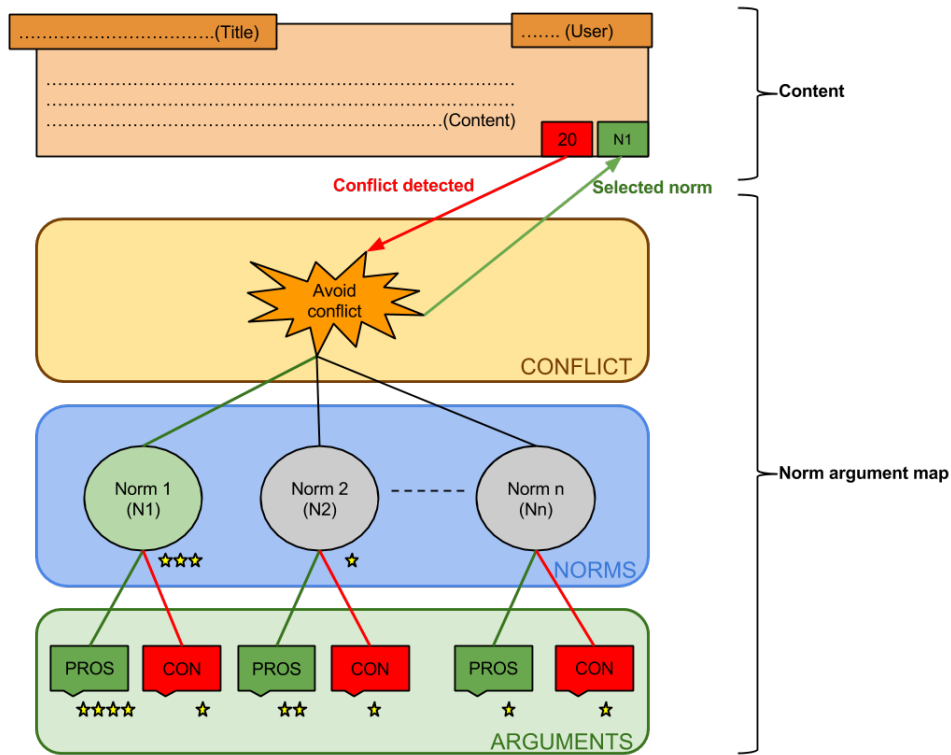 ....................................(Title)
....... (User)
....................................................................................
....................................................................................
......................................................................(Content)
20
N1
Content
Conflict detected
Selected norm
Avoid
conflict
CONFLICT
Norm argument map
Norm 1
(N1)
Norm 2
(N2)
Norm n
(Nn)
NORMS
PROS
CON
PROS
CON
PROS
CON
ARGUMENTS